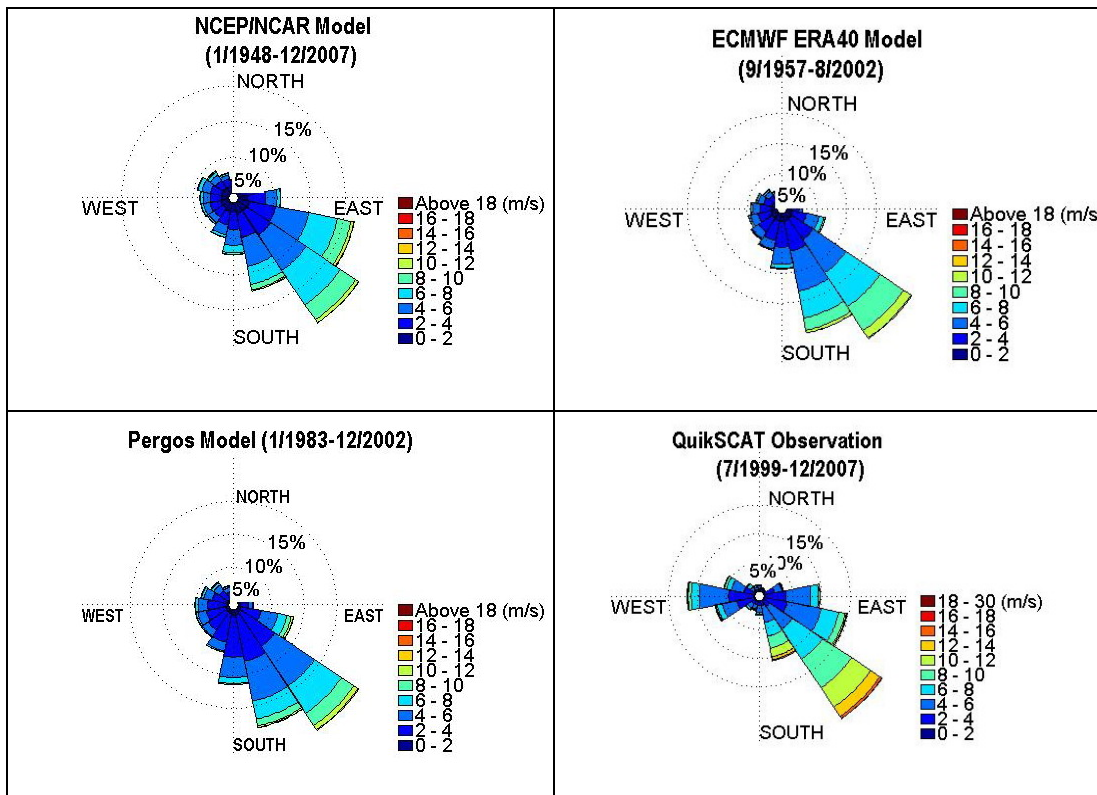 NCEP/NCAR Model
(1/1948-12/2007)
NORTH
15%
10%
5%
WEST
EAST
SOUTH
Above 18 (m/s)
16 - 18
14 - 16
12 - 14
10 - 12
8 - 10
6 - 8
4 - 6
2 - 4
0 - 2
ECMWF ERA40 Model
(9/1957-8/2002)
NORTH
15%
10%
5%
WEST
EAST
SOUTH
Above 18 (m/s)
16 - 18
14 - 16
12 - 14
10 - 12
8 - 10
6 - 8
4 - 6
2 - 4
0 - 2
Pergos Model (1/1983-12/2002)
NORTH
15%
10%
5%
WEST
EAST
SOUTH
Above 18 (m/s)
16 - 18
14 - 16
12 - 14
10 - 12
8 - 10
6 - 8
4 - 6
2 - 4
0 - 2
QuikSCAT Observation
(7/1999-12/2007)
NORTH
15%
0%
5%
WEST
EAST
SOUTH
18 - 30 (m/s)
16 - 18
14 - 16
12 - 14
10 - 12
8 - 10
6 - 8
4 - 6
2 - 4
0 - 2